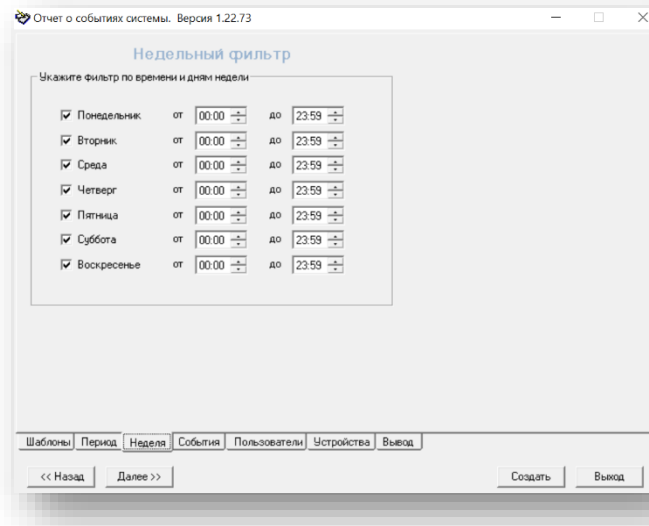 Отчет о событиях системы. Версия 1.22.73
Недельный фильтр
Укажите фильтр по времени и дням недели
Понедельник от 00:00 до 23:59
Вторник от 00:00 до 23:59
Среда от 00:00 до 23:59
Четверг от 00:00 до 23:59
Пятница от 00:00 до 23:59
Суббота от 00:00 до 23:59
Воскресенье от 00:00 до 23:59
Шаблоны Период Неделя События Пользователи Устройства Вывод
<< Назад Далее >> Создать Выход